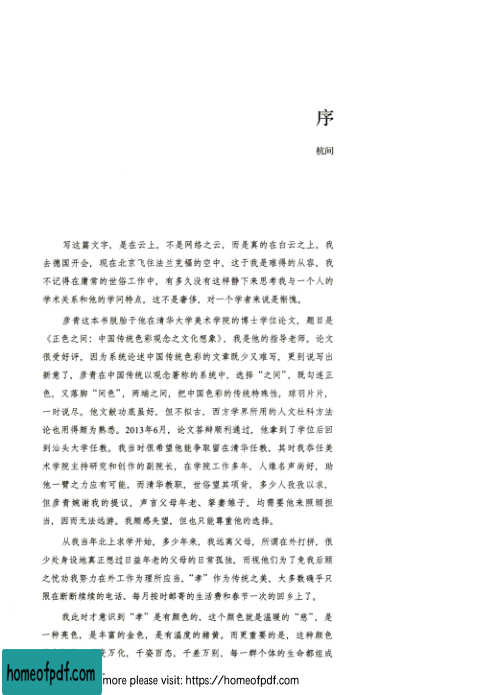 序
杭间
写这篇文字，是在云上，不是网络之云，而是真的在白云之上。我
去德国开会，现在北京飞往法兰克福的空中，这于我是难得的从容，我
不记得在庸常的世俗工作中，有多久没有这样静下来思考我与一个人的
学术关系和他的学问特点，这不是奢侈，对一个学者来说是惭愧。
彦青这本书脱胎于他在清华大学美术学院的博士学位论文，题目是
《正色之间：中国传统色彩观念之文化想象》，我是他的指导老师。论文
很受好评，因为系统论述中国传统色彩的文章既少又难写，更别说写出
新意了，彦青在中国传统以观念著称的系统中，选择“之间”，既勾连正
色，又落脚“间色”，两端之间，把中国色彩的传统特殊性，琼羽片片，
一时说尽。他文献功底虽好，但不拟古，西方学界所用的人文社科方法
论也用得颇为熟悉。2013年6月，论文答辩顺利通过，他拿到了学位后回
到汕头大学任教。我当时很希望他能争取留在清华任教，其时我忝任美
术学院主持研究和创作的副院长，在学院工作多年，人缘名声尚好，助
他一臂之力应有可能，而清华教职，世俗望其项背，多少人孜孜以求，
但彦青婉谢我的提议，声言父母年老、挈妻雏子，均需要他来照顾担
当，因而无法远游。我颇感失望，但也只能尊重他的选择。
从我当年北上求学开始，多少年来，我远离父母，所谓在外打拼，很
少处身设地真正想过日益年老的父母的日常孤独，而视他们为了免我后顾
之忧劝我努力在外工作为理所应当，“孝”作为传统之美，大多数确乎只
限在断断续续的电话、每月按时邮寄的生活费和春节一次的回乡上了。
我此时才意识到“孝”是有颜色的，这个颜色就是温暖的“慈”，是
一种亮色，是丰富的金色，是有温度的赭黄。而更重要的是，这种颜色
变万化，千姿百态，千差万别，每一群个体的生命都组成
homeofpdf.com
more please visit: https://homeofpdf.com